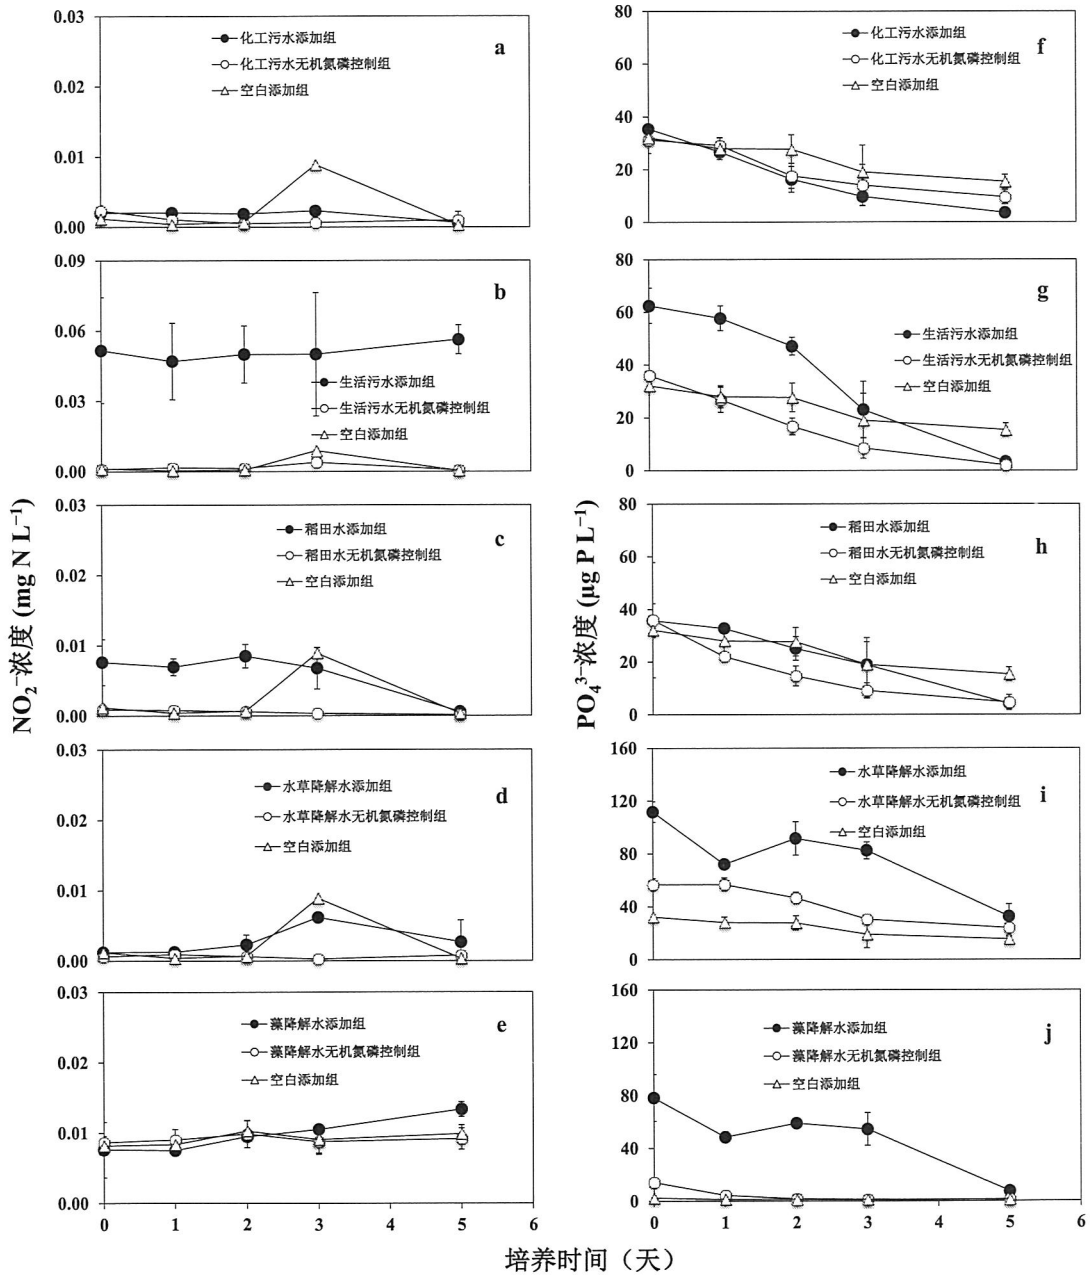 0.03
0.02
0.01
0.00
化工污水添加组
化工污水无机氮磷控制组
空白添加组
a
80
60
40
20
0
化工污水添加组
化工污水无机氮磷控制组
空白添加组
f
0.09
0.06
0.03
0.00
生活污水添加组
生活污水无机氮磷控制组
空白添加组
b
80
60
40
20
0
生活污水添加组
生活污水无机氮磷控制组
空白添加组
g
NO₂⁻浓度 (mg N L⁻¹)
0.03
0.02
0.01
0.00
稻田水添加组
稻田水无机氮磷控制组
空白添加组
c
PO₄³⁻浓度 (μg P L⁻¹)
80
60
40
20
0
稻田水添加组
稻田水无机氮磷控制组
空白添加组
h
0.03
0.02
0.01
0.00
水草降解水添加组
水草降解水无机氮磷控制组
空白添加组
d
160
120
80
40
0
水草降解水添加组
水草降解水无机氮磷控制组
空白添加组
i
0.03
0.02
0.01
0.00
藻降解水添加组
藻降解水无机氮磷控制组
空白添加组
e
0 1 2 3 4 5 6
160
120
80
40
0
藻降解水添加组
藻降解水无机氮磷控制组
空白添加组
j
0 1 2 3 4 5 6
培养时间（天）